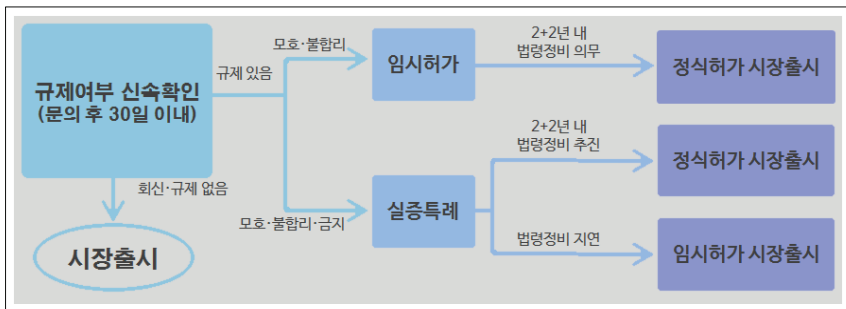 규제여부 신속확인
(문의 후 30일 이내)
규제 있음
회신·규제 없음
시장출시
모호·불합리
임시허가
2+2년 내
법령정비 의무
정식허가 시장출시
모호·불합리·금지
실증특례
2+2년 내
법령정비 추진
정식허가 시장출시
법령정비 지연
임시허가 시장출시